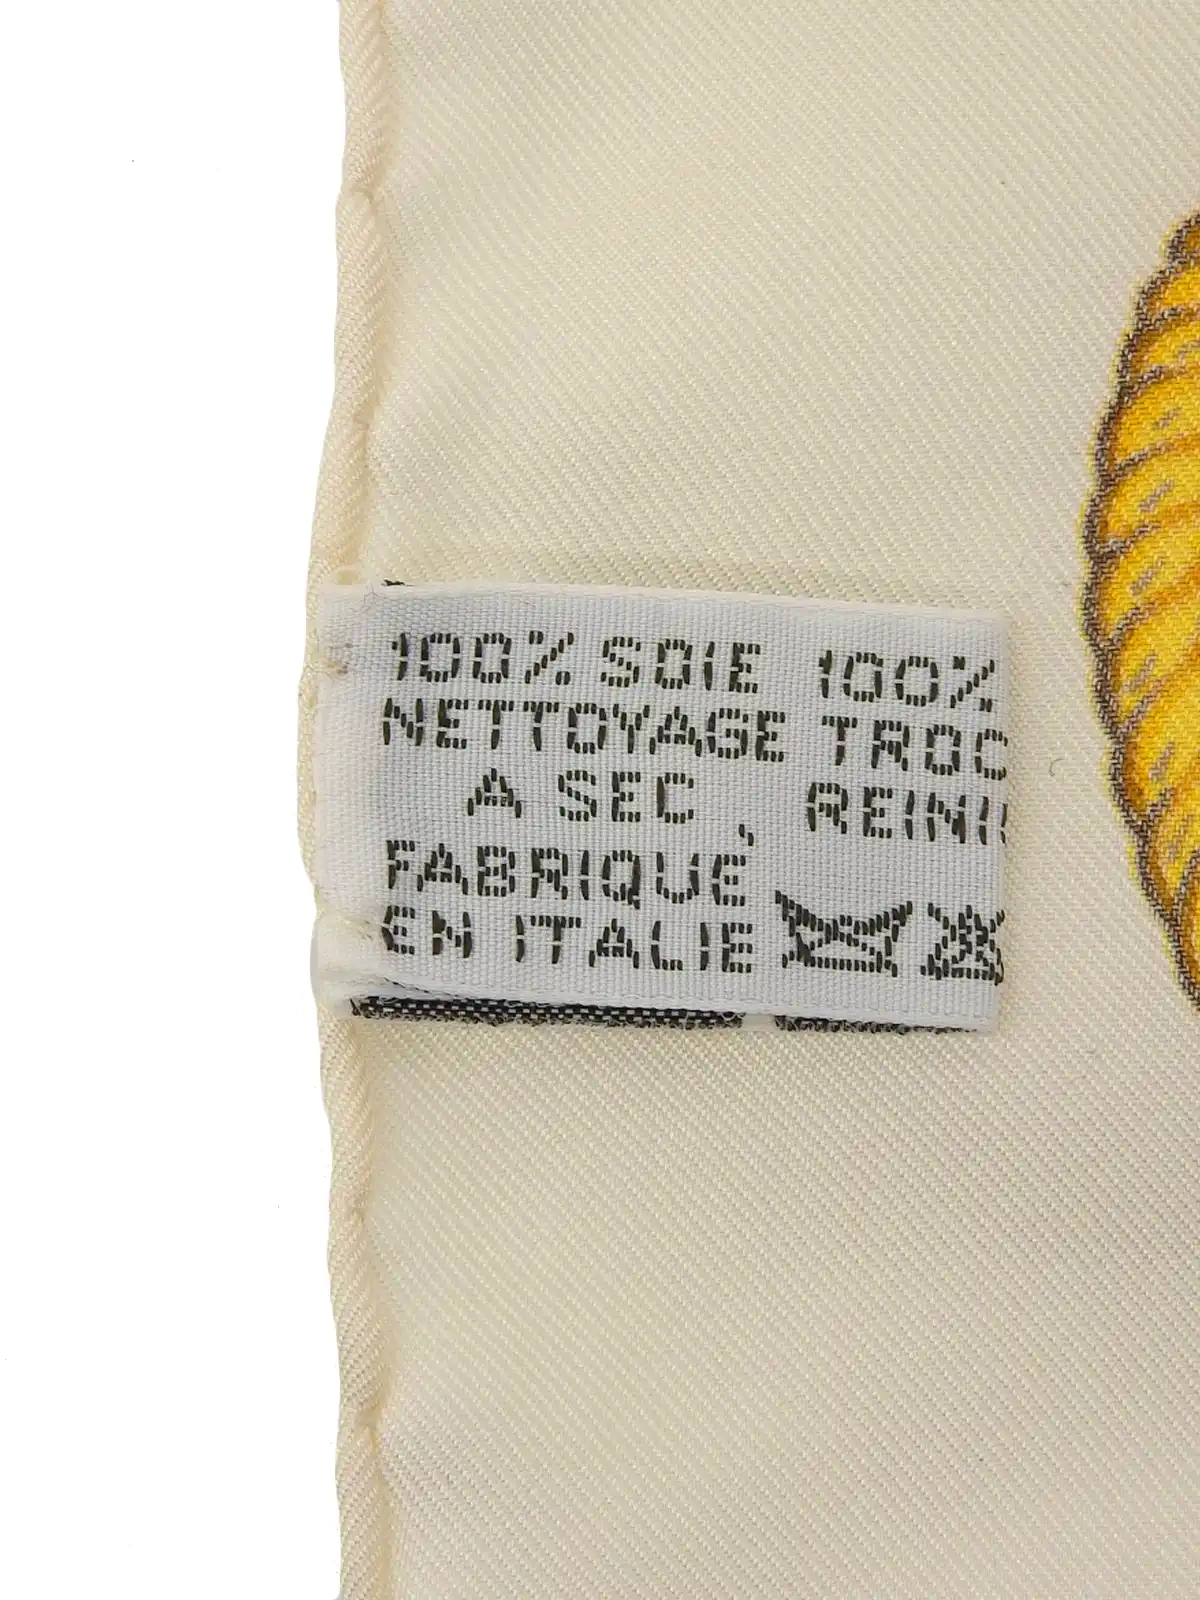 100% SOIE 100%
NETTOYAGE TROC
A SEC, REINI
FABRIQUÉ
EN ITALIE